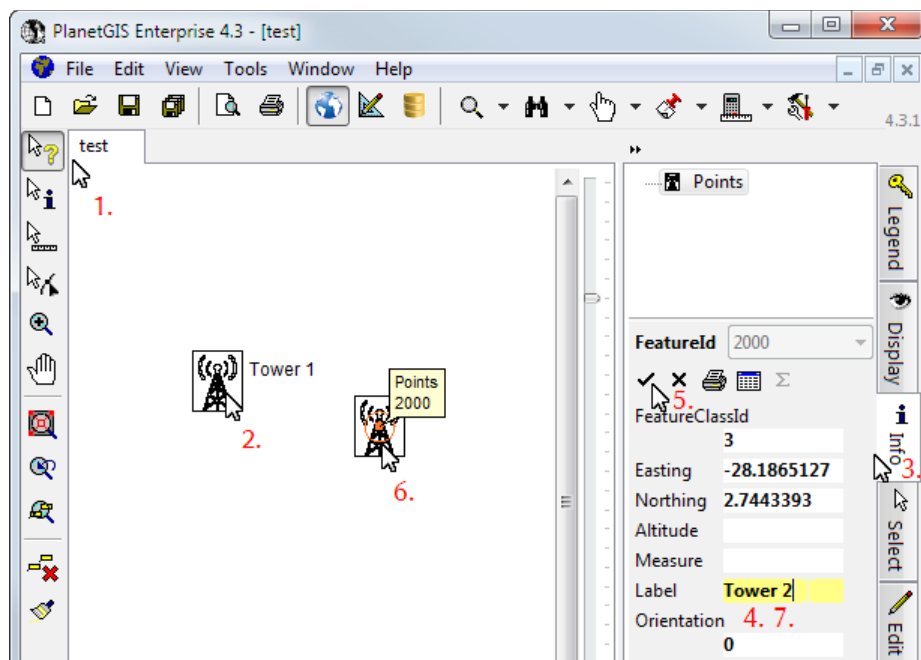 PlanetGIS Enterprise 4.3 - [test]
File Edit View Tools Window Help
4.3.1
test
1.
Points
Legend
Display
Info
3.
Select
Edit
FeatureId 2000
5.
FeatureClassId
3
Easting -28.1865127
Northing 2.7443393
Altitude
Measure
Label Tower 2
Orientation 4. 7.
0
Tower 1
2.
Points
2000
6.